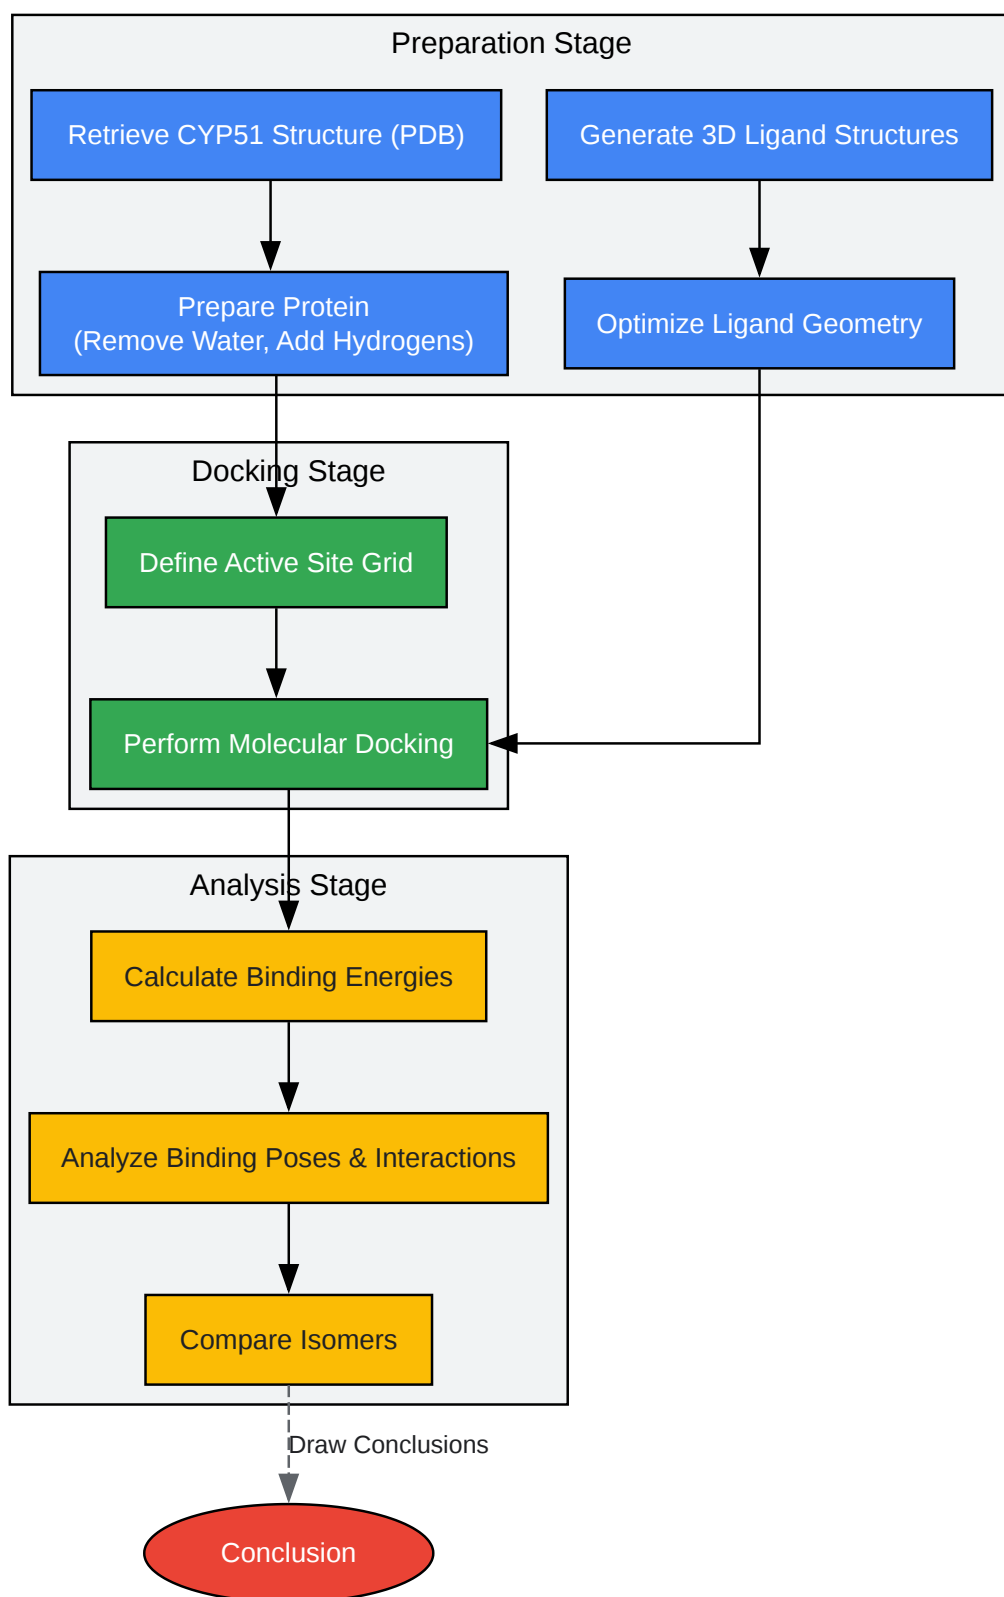 Preparation Stage
Retrieve CYP51 Structure (PDB)
Generate 3D Ligand Structures
Prepare Protein
(Remove Water, Add Hydrogens)
Optimize Ligand Geometry
Docking Stage
Define Active Site Grid
Perform Molecular Docking
Analysis Stage
Calculate Binding Energies
Analyze Binding Poses & Interactions
Compare Isomers
Draw Conclusions
Conclusion